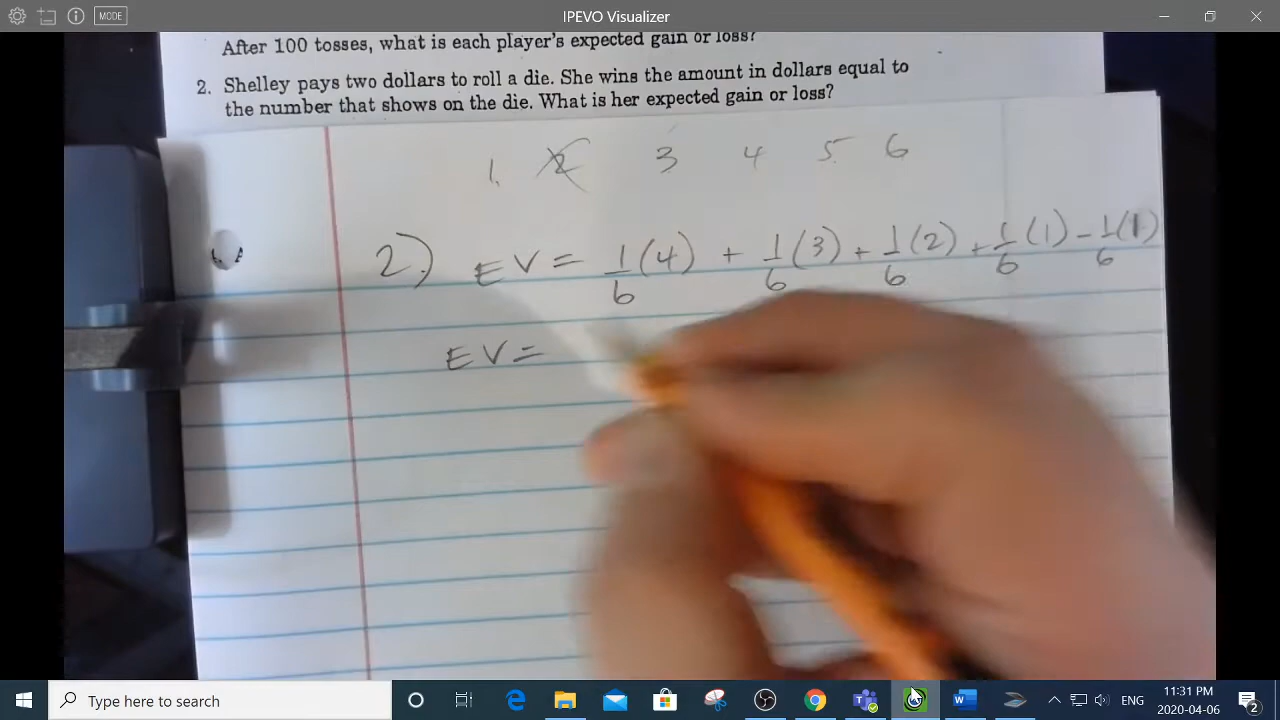 IPEVO Visualizer
MODE
After 100 tosses, what is each player's expected gain or loss?
2. Shelley pays two dollars to roll a die. She wins the amount in dollars equal to
the number that shows on the die. What is her expected gain or loss?
1. 2 3 4 5 6
2.) EV = 1/6 (4) + 1/6 (3) + 1/6 (2) + 1/6 (1) - 1/6 (1)
EV =
Type here to search
ENG
11:31 PM
2020-04-06
2